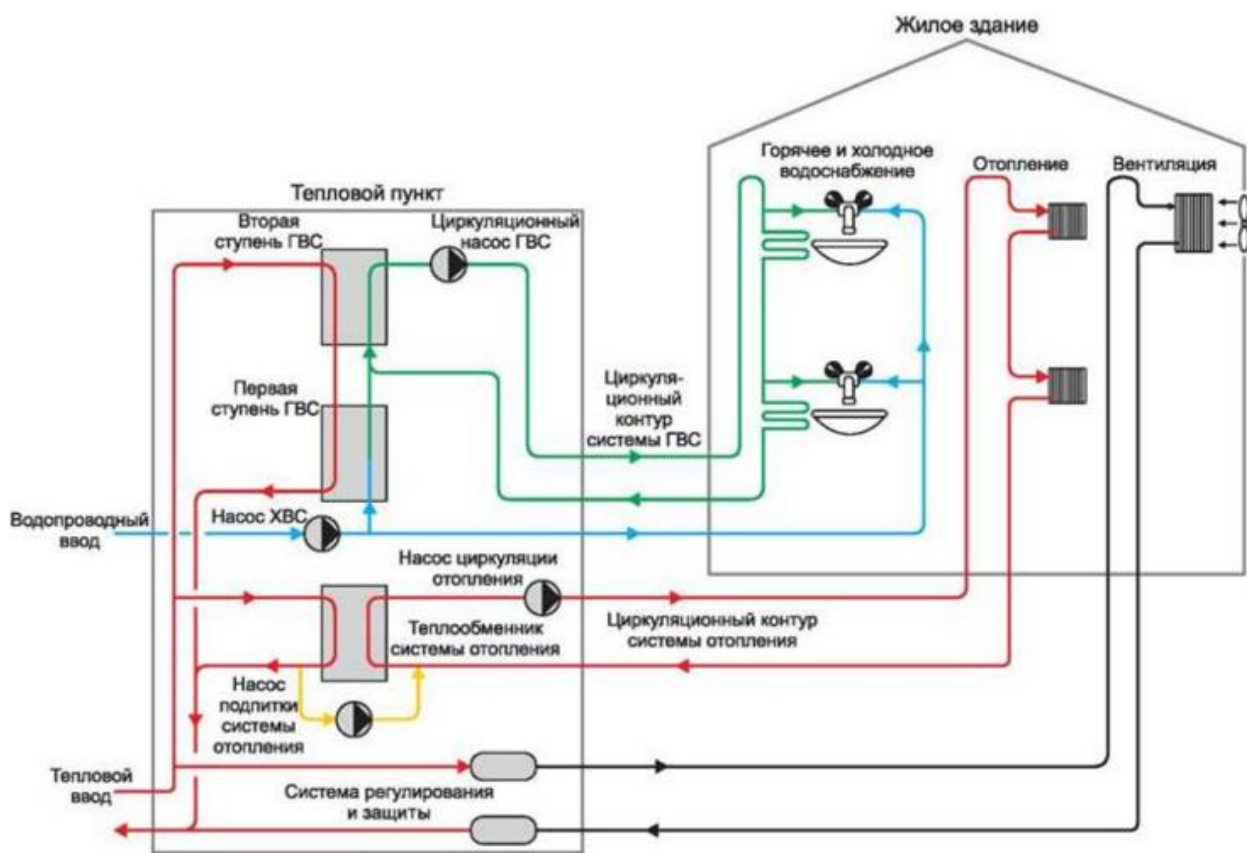 Жилое здание
Горячее и холодное
водоснабжение
Отопление
Вентиляция
Тепловой пункт
Вторая
ступень ГВС
Циркуляционный
насос ГВС
Первая
ступень ГВС
Циркуля-
ционный
контур
системы ГВС
Водопроводный
ввод
Насос ХВС
Насос циркуляции
отопления
Теплообменник
системы отопления
Циркуляционный контур
системы отопления
Насос
подпитки
системы
отопления
Тепловой
ввод
Система регулирования
и защиты